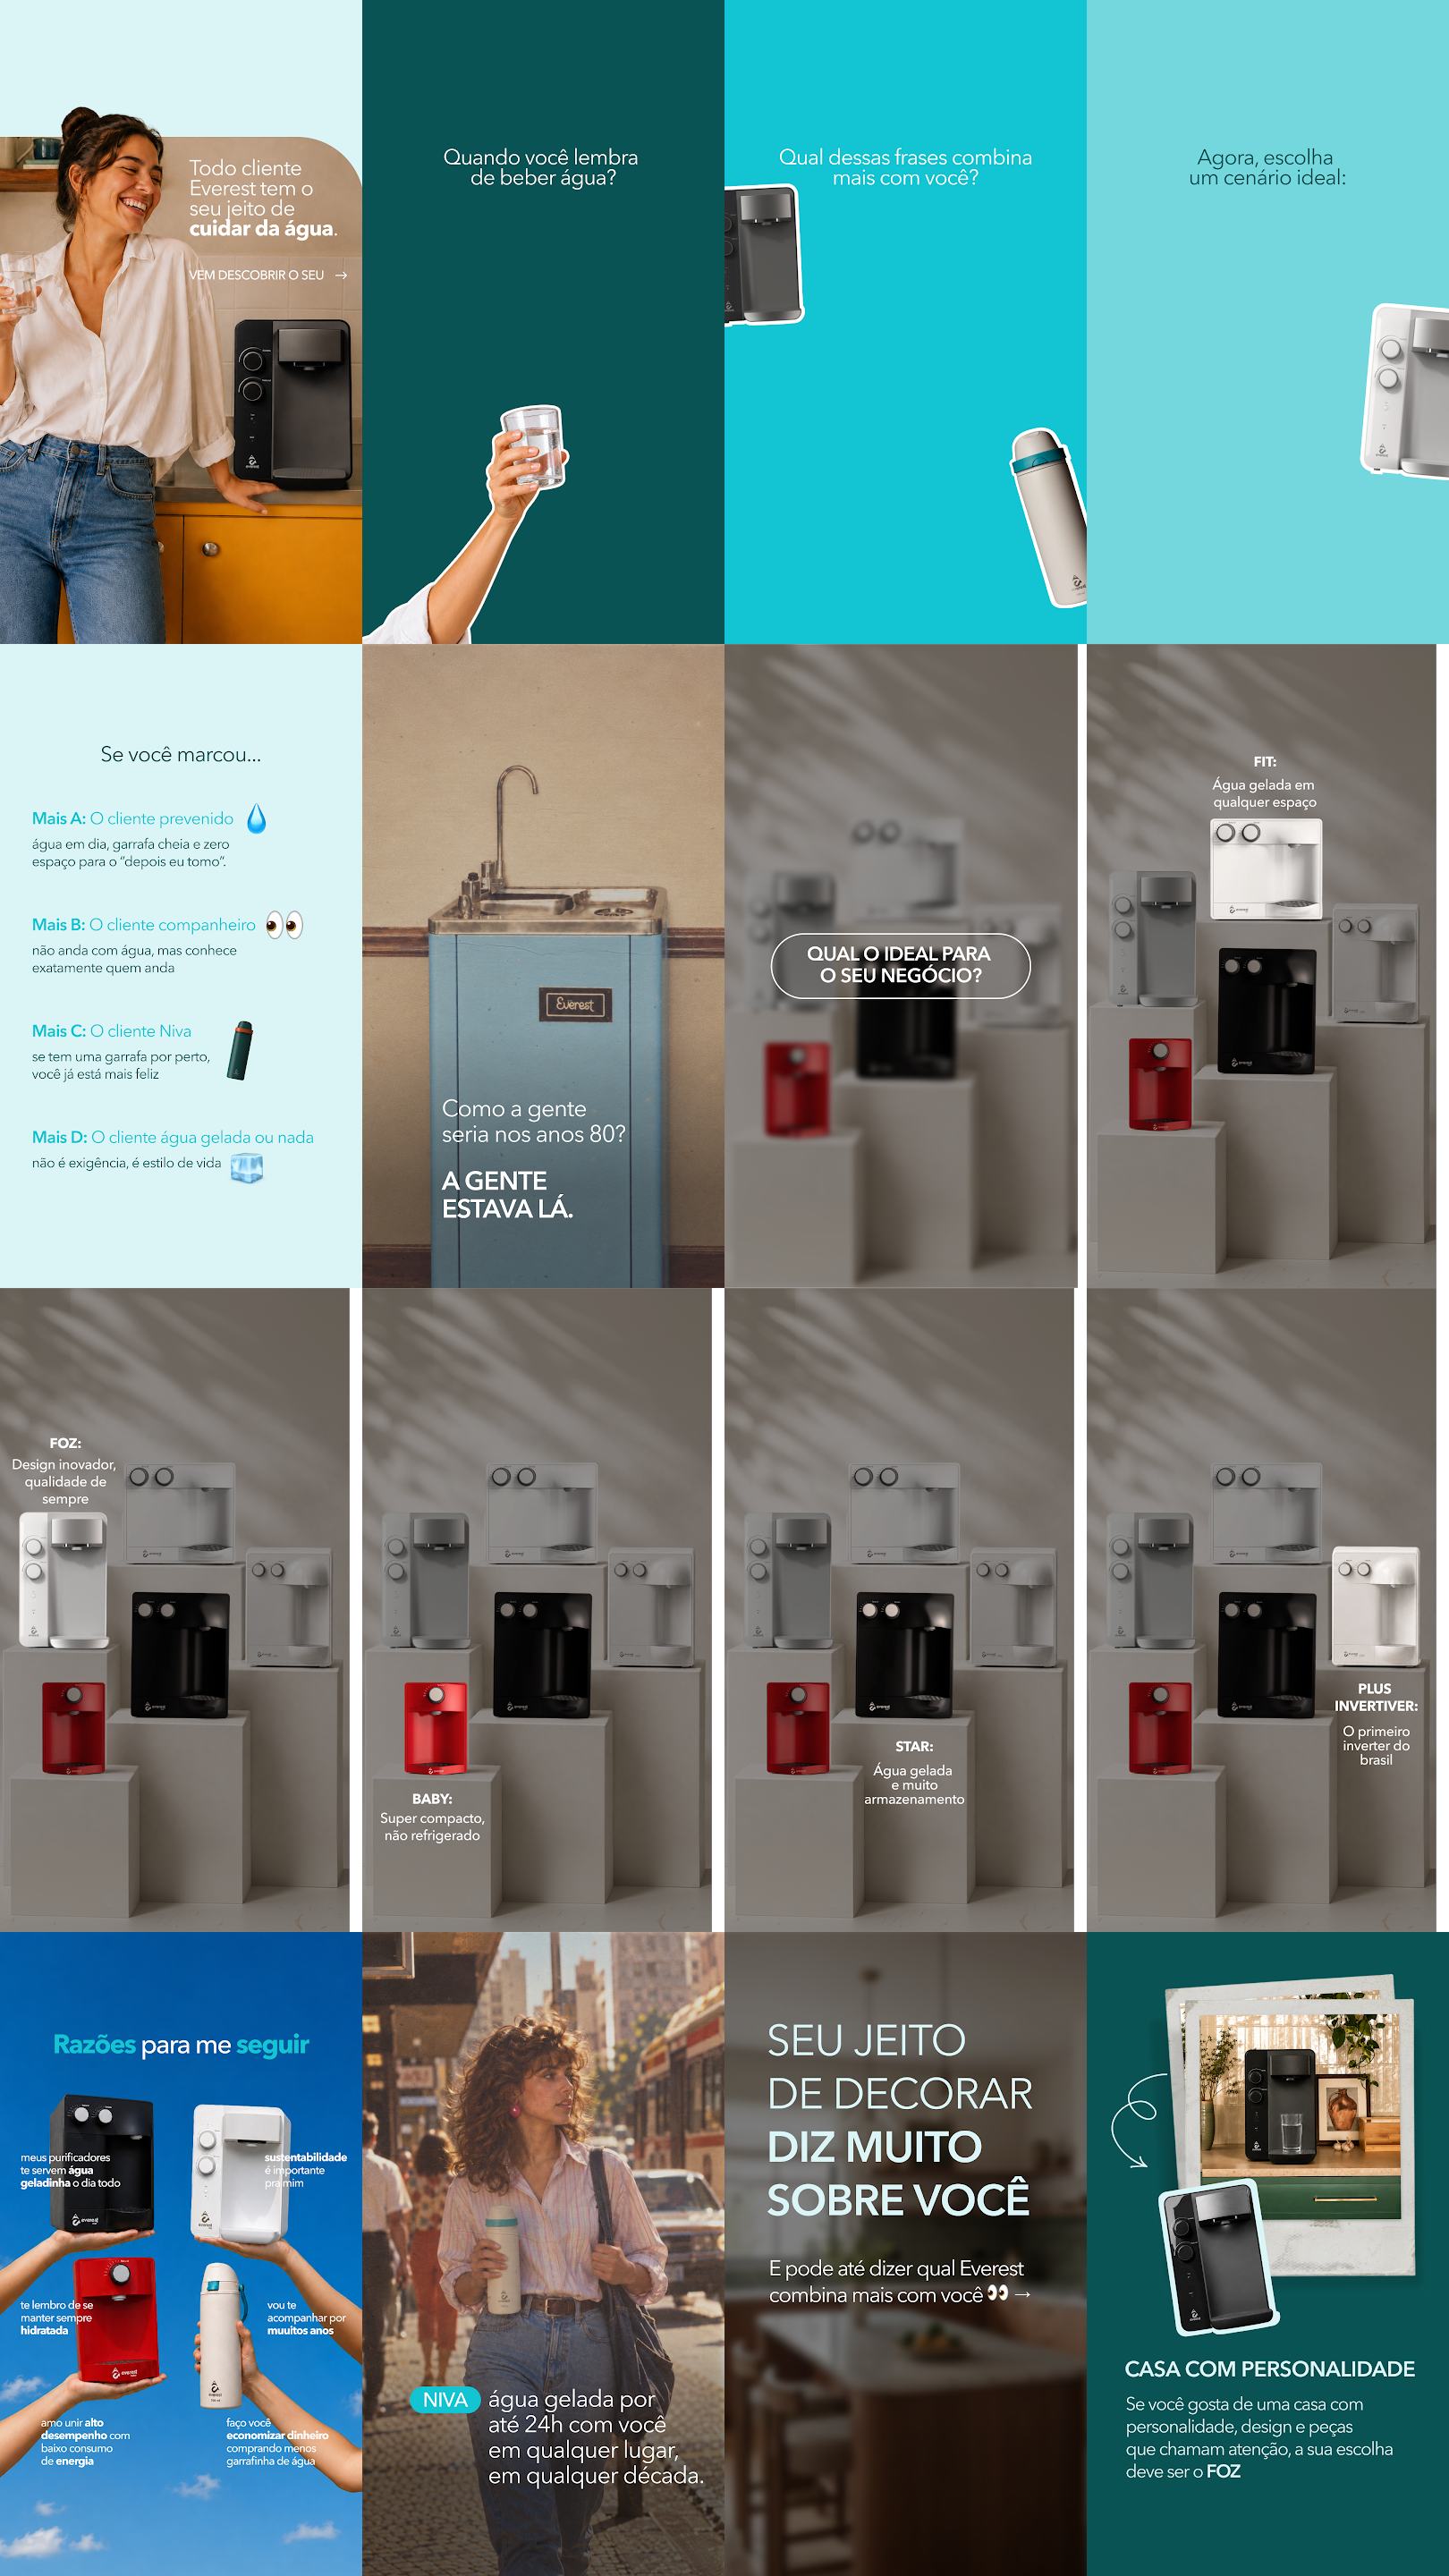 Todo cliente
Everest tem o
seu jeito de
cuidar da água.
VEM DESCOBRIR O SEU →
Quando você lembra
de beber água?
Qual dessas frases combina
mais com você?
Agora, escolha
um cenário ideal:
Se você marcou...
Mais A: O cliente prevenido
água em dia, garrafa cheia e zero
espaço para o “depois eu tomo”.
Mais B: O cliente companheiro
não anda com água, mas conhece
exatamente quem anda
Mais C: O cliente Niva
se tem uma garrafa por perto,
você já está mais feliz
Mais D: O cliente água gelada ou nada
não é exigência, é estilo de vida
Everest
Como a gente
seria nos anos 80?
A GENTE
ESTAVA LÁ.
QUAL O IDEAL PARA
O SEU NEGÓCIO?
FIT:
Água gelada em
qualquer espaço
FOZ:
Design inovador,
qualidade de
sempre
BABY:
Super compacto,
não refrigerado
STAR:
Água gelada
e muito
armazenamento
PLUS
INVERTIVER:
O primeiro
inverter do
brasil
Razões para me seguir
meus purificadores
te servem água
geladinha o dia todo
sustentabilidade
é importante
pra mim
everest
te lembro de se
manter sempre
hidratada
vou te
acompanhar por
muuitos anos
everest
everest
amo unir alto
desempenho com
baixo consumo
de energia
faço você
economizar dinheiro
comprando menos
garrafinha de água
NIVA água gelada por
até 24h com você
em qualquer lugar,
em qualquer década.
SEU JEITO
DE DECORAR
DIZ MUITO
SOBRE VOCÊ
E pode até dizer qual Everest
combina mais com você →
CASA COM PERSONALIDADE
Se você gosta de uma casa com
personalidade, design e peças
que chamam atenção, a sua escolha
deve ser o FOZ